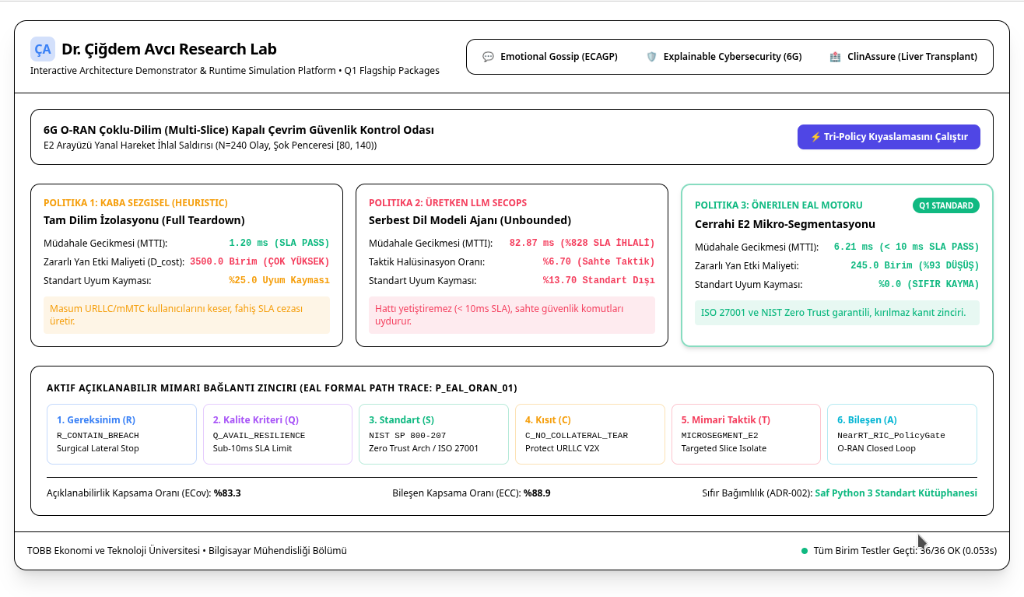 ÇA Dr. Çiğdem Avcı Research Lab
Interactive Architecture Demonstrator & Runtime Simulation Platform • Q1 Flagship Packages
💬 Emotional Gossip (ECAGP) 🛡️ Explainable Cybersecurity (6G) 🏥 ClinAssure (Liver Transplant)
6G O-RAN Çoklu-Dilim (Multi-Slice) Kapalı Çevrim Güvenlik Kontrol Odası
E2 Arayüzü Yanal Hareket İhlal Saldırısı (N=240 Olay, Şok Penceresi [80, 140))
⚡ Tri-Policy Kıyaslamasını Çalıştır
POLITIKA 1: KABA SEZGISEL (HEURISTIC)
Tam Dilim İzolasyonu (Full Teardown)
Müdahale Gecikmesi (MTTI): 1.20 ms (SLA PASS)
Zararlı Yan Etki Maliyeti (D_cost): 3500.0 Birim (ÇOK YÜKSEK)
Standart Uyum Kayması: %25.0 Uyum Kayması
Masum URLLC/mMTC kullanıcılarını keser, fahiş SLA cezası
üretir.
POLITIKA 2: ÜRETKEN LLM SECOPS
Serbest Dil Modeli Ajanı (Unbounded)
Müdahale Gecikmesi (MTTI): 82.87 ms (%828 SLA İHLALİ)
Taktik Halüsinasyon Oranı: %6.70 (Sahte Taktik)
Standart Uyum Kayması: %13.70 Standart Dışı
Hattı yetiştiremez (< 10ms SLA), sahte güvenlik komutları
uydurur.
POLITIKA 3: ÖNERILEN EAL MOTORU Q1 STANDARD
Cerrahi E2 Mikro-Segmentasyonu
Müdahale Gecikmesi (MTTI): 6.21 ms (< 10 ms SLA PASS)
Zararlı Yan Etki Maliyeti: 245.0 Birim (%93 DÜŞÜŞ)
Standart Uyum Kayması: %0.0 (SIFIR KAYMA)
ISO 27001 ve NIST Zero Trust garantili, kırılmaz kanıt zinciri.
AKTIF AÇIKLANABILIR MIMARI BAĞLANTI ZINCIRI (EAL FORMAL PATH TRACE: P_EAL_ORAN_01)
1. Gereksinim (R)
R_CONTAIN_BREACH
Surgical Lateral Stop
2. Kalite Kriteri (Q)
Q_AVAIL_RESILIENCE
Sub-10ms SLA Limit
3. Standart (S)
NIST SP 800-207
Zero Trust Arch / ISO 27001
4. Kısıt (C)
C_NO_COLLATERAL_TEAR
Protect URLLC V2X
5. Mimari Taktik (T)
MICROSEGMENT_E2
Targeted Slice Isolate
6. Bileşen (A)
NearRT_RIC_PolicyGate
O-RAN Closed Loop
Açıklanabilirlik Kapsama Oranı (ECov): %83.3 Bileşen Kapsama Oranı (ECC): %88.9 Sıfır Bağımlılık (ADR-002): Saf Python 3 Standart Kütüphanesi
TOBB Ekonomi ve Teknoloji Üniversitesi • Bilgisayar Mühendisliği Bölümü
Tüm Birim Testler Geçti: 36/36 OK (0.053s)